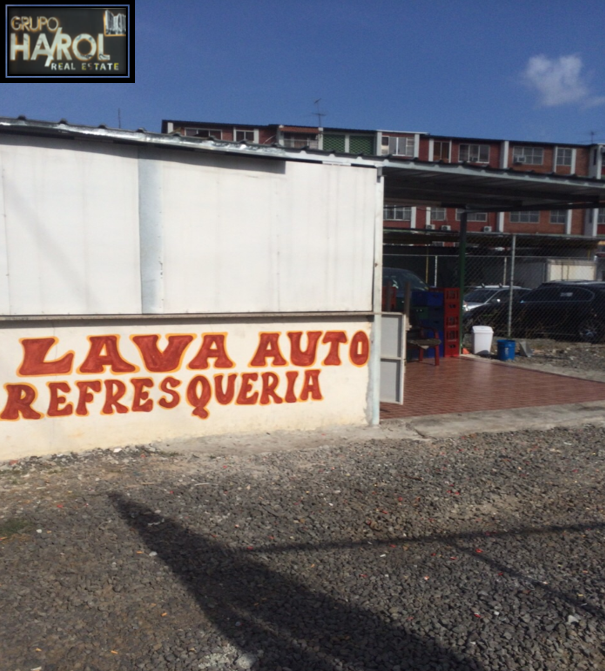 GRUPO
HAROL
REAL ESTATE
LAVA AUTO
REFRESQUERIA